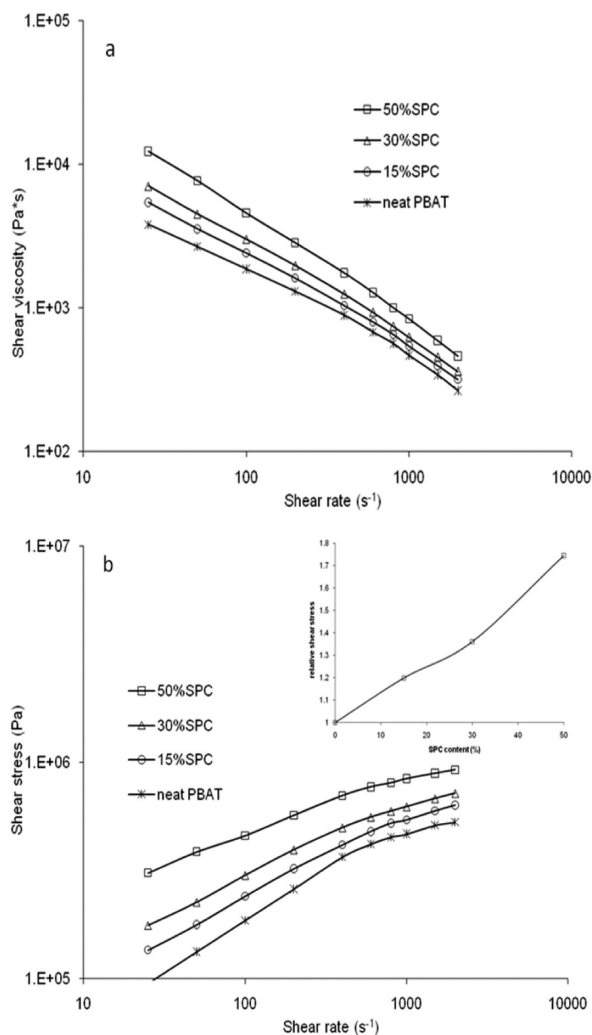 1.E+05
a
50%SPC
30%SPC
15%SPC
neat PBAT
1.E+04
1.E+03
1.E+02
Shear viscosity (Pa*s)
10 100 1000 10000
Shear rate (s⁻¹)
1.E+07
b
50%SPC
30%SPC
15%SPC
neat PBAT
1.E+06
1.E+05
Shear stress (Pa)
10 100 1000 10000
Shear rate (s⁻¹)
1.8
1.7
1.6
1.5
1.4
1.3
1.2
1.1
1
relative shear stress
0 10 20 30 40 50
SPC content (%)